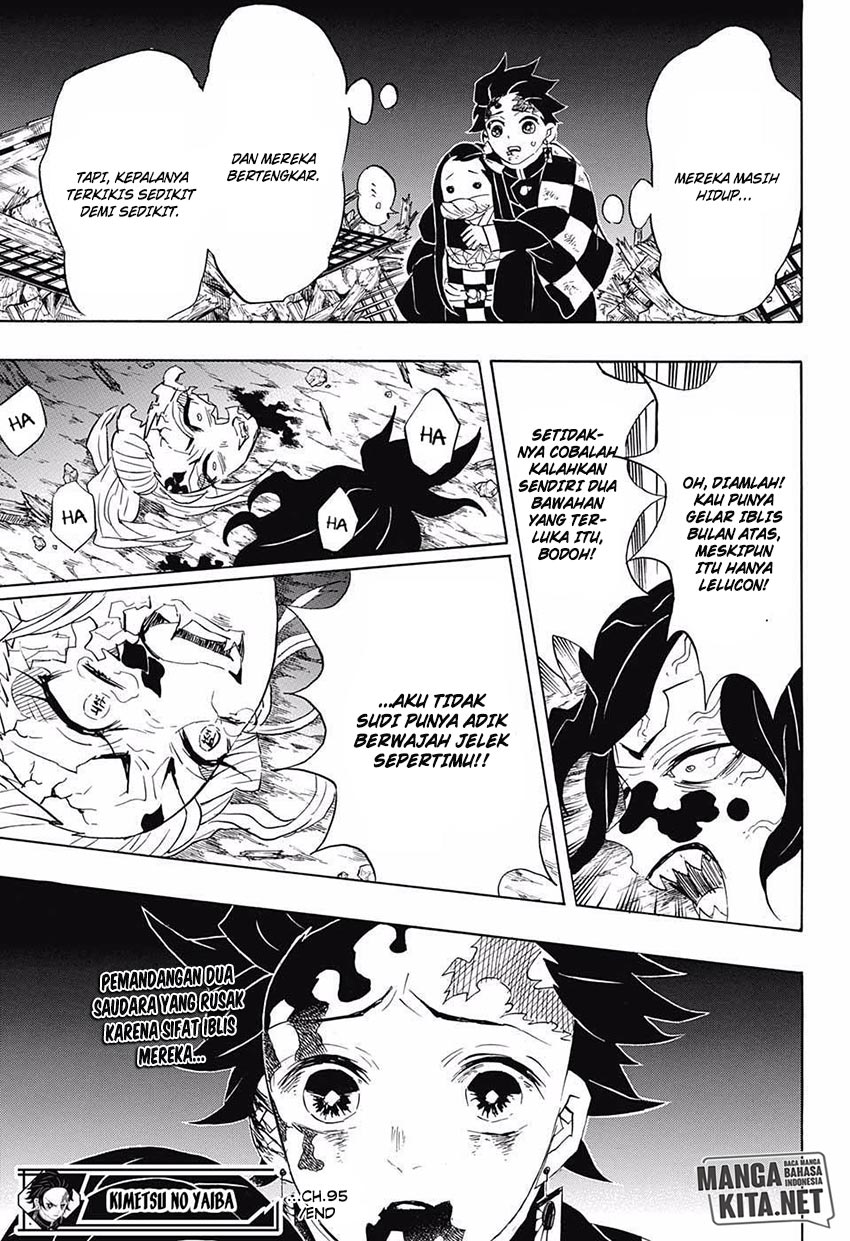 MEREKA MASIH
HIDUP...
DAN MEREKA
BERTENGKAR.
TAPI, KEPALANYA
TERKIKIS SEDIKIT
DEMI SEDIKIT.
OH, DIAMLAH!
KAU PUNYA
GELAR IBLIS
BULAN ATAS,
MESKIPUN
ITU HANYA
LELUCON!
SETIDAK-
NYA COBALAH
KALAHKAN
SENDIRI DUA
BAWAHAN
YANG TER-
LUKA ITU,
BODOH!
HA
HA
HA
HA
...AKU TIDAK
SUDI PUNYA ADIK
BERWAJAH JELEK
SEPERTIMU!!
PEMANDANGAN DUA
SAUDARA YANG RUSAK
KARENA SIFAT IBLIS
MEREKA...
KIMETSU NO YAIBA
...CH.95
/END
MANGA
KITA.NET
BACA MANGA
BAHASA
INDONESIA